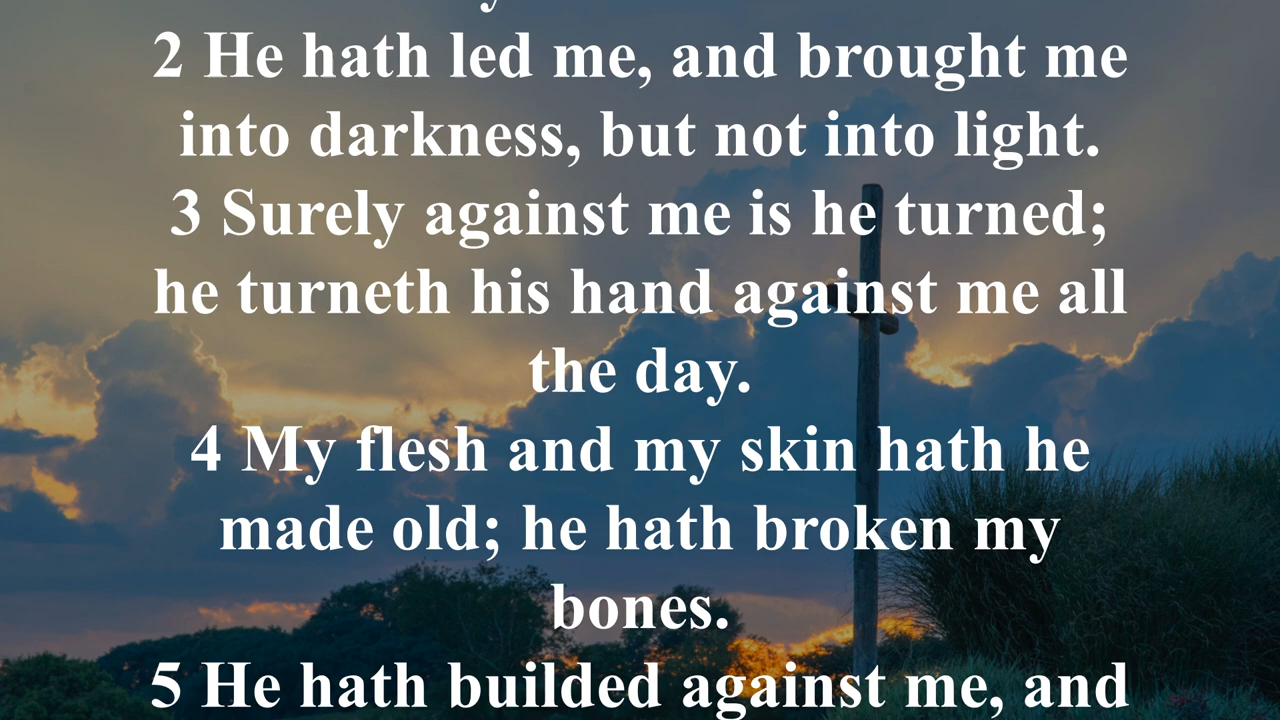 2 He hath led me, and brought me
into darkness, but not into light.
3 Surely against me is he turned;
he turneth his hand against me all
the day.
4 My flesh and my skin hath he
made old; he hath broken my
bones.
5 He hath builded against me, and